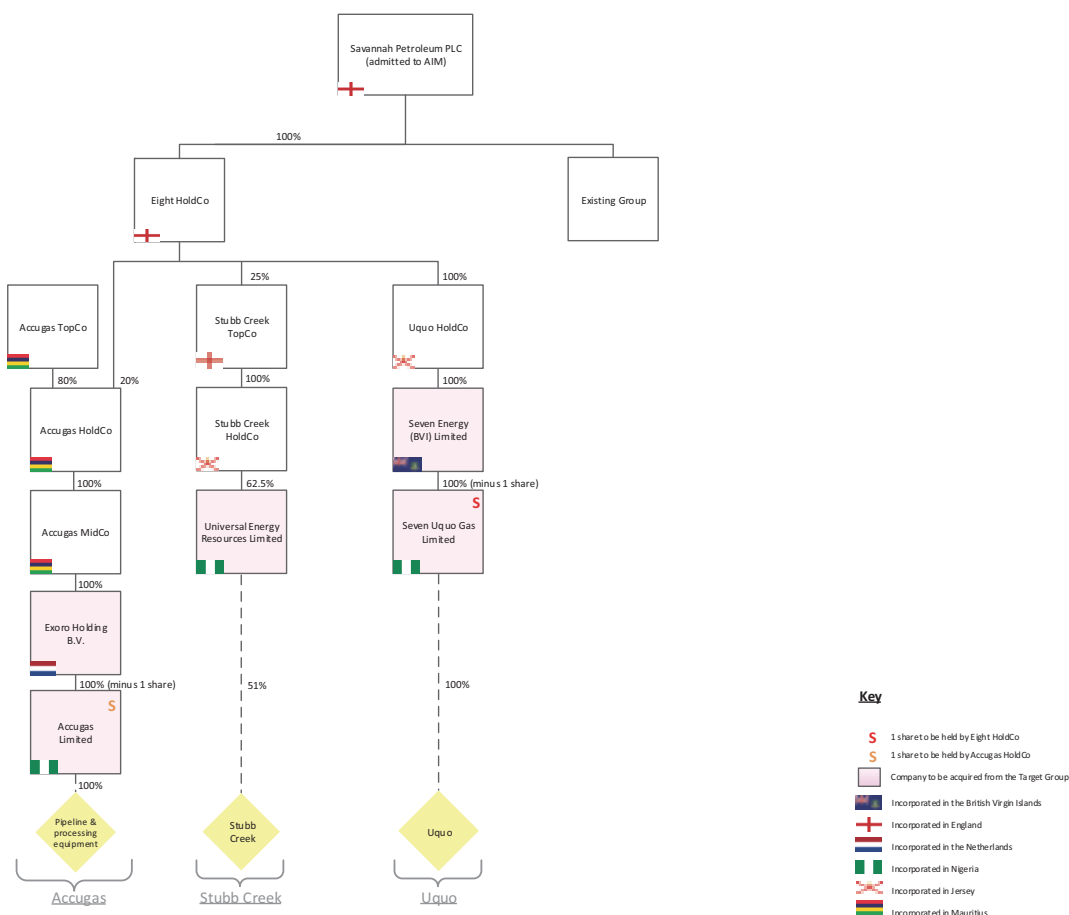 Savannah Petroleum PLC
(admitted to AIM)
100%
Eight HoldCo
Existing Group
25%
100%
Accugas TopCo
Stubb Creek
TopCo
Uquo HoldCo
80%
20%
100%
100%
Accugas HoldCo
Stubb Creek
HoldCo
Seven Energy
(BVI) Limited
100%
62.5%
100% (minus 1 share)
S
Accugas MidCo
Universal Energy
Resources Limited
Seven Uquo Gas
Limited
100%
Exoro Holding
B.V.
100% (minus 1 share)
51%
100%
S
Accugas
Limited
100%
Pipeline &
processing
equipment
Stubb
Creek
Uquo
Accugas
Stubb Creek
Uquo
Key
S 1 share to be held by Eight HoldCo
S 1 share to be held by Accugas HoldCo
Company to be acquired from the Target Group
Incorporated in the British Virgin Islands
Incorporated in England
Incorporated in the Netherlands
Incorporated in Nigeria
Incorporated in Jersey
Incorporated in Mauritius